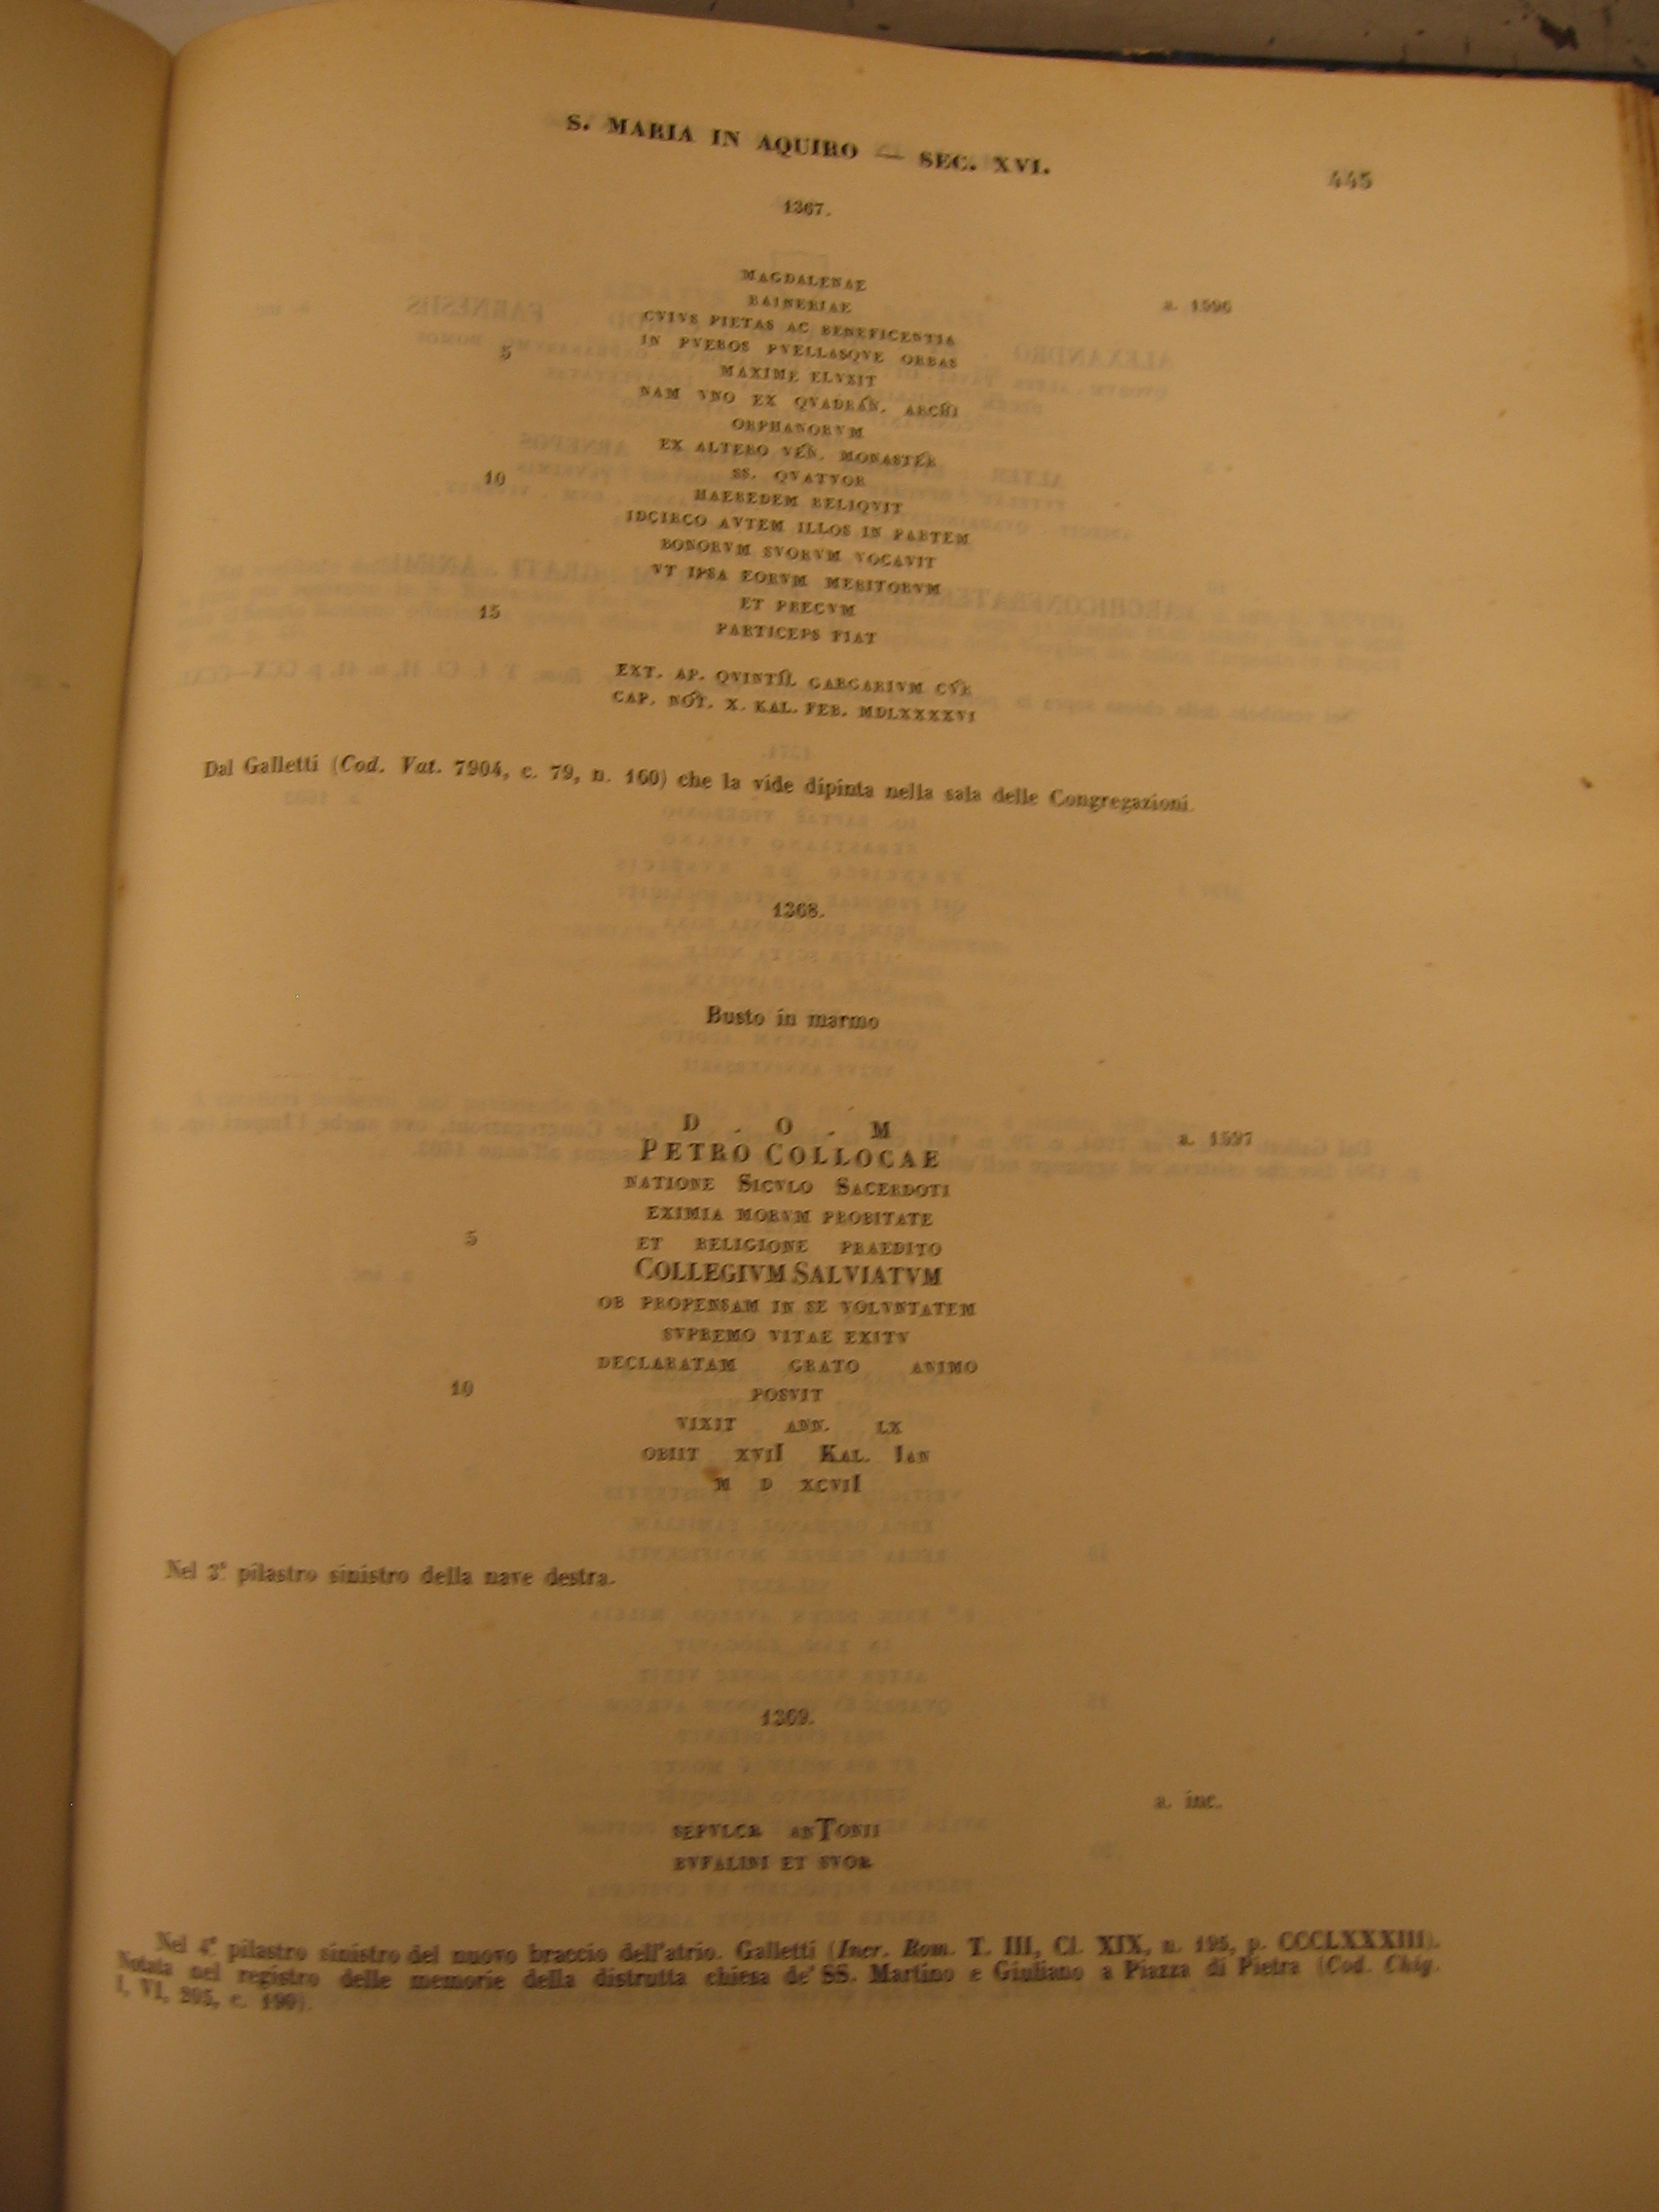 S. MARIA IN AQUIRO — SEC. XVI.
445
1367.
MAGDALENAE
a. 1596
RAINERIAE
CVIVS PIETAS AC BENEFICENTIA
IN PVEROS PVELLASQVE ORBAS
5 MAXIME ELVXIT
NAM VNO EX QVADRAN. ARCHI
ORPHANORVM
EX ALTERO VEN. MONASTER
SS. QVATVOR
10 HAEREDEM RELIQVIT
IDCIRCO AVTEM ILLOS IN PARTEM
BONORVM SVORVM VOCAVIT
VT IPSA EORVM MERITORVM
ET PRECVM
15 PARTICEPS FIAT
EXT. AP. QVINTIL GARGARIVM CVR
CAP. NOT. X. KAL. FEB. MDLXXXXVI
Dal Galletti (Cod. Vat. 7904, c. 79, n. 160) che la vide dipinta nella sala delle Congregazioni.
1368.
Busto in marmo
D . O . M
a. 1597
PETRO COLLOCAE
NATIONE SICVLO SACERDOTI
EXIMIA MORVM PROBITATE
5 ET RELIGIONE PRAEDITO
COLLEGIVM SALVIATVM
OB PROPENSAM IN SE VOLVNTATEM
SVPREMO VITAE EXITV
DECLARATAM GRATO ANIMO
10 POSVIT
VIXIT ANN. LX
OBIIT XVII KAL. IAN
M D XCVII
Nel 3º pilastro sinistro della nave destra.
1369.
a. inc.
SEPVLCR ANTONII
BVFALINI ET SVOR
Nel 4º pilastro sinistro del nuovo braccio dell'atrio. Galletti (Incr. Rom. T. III, Cl. XIX, n. 195, p. CCCLXXXIII).
Notata nel registro delle memorie della distrutta chiesa de' SS. Martino e Giuliano a Piazza di Pietra (Cod. Chig.
I, VI, 205, c. 190).